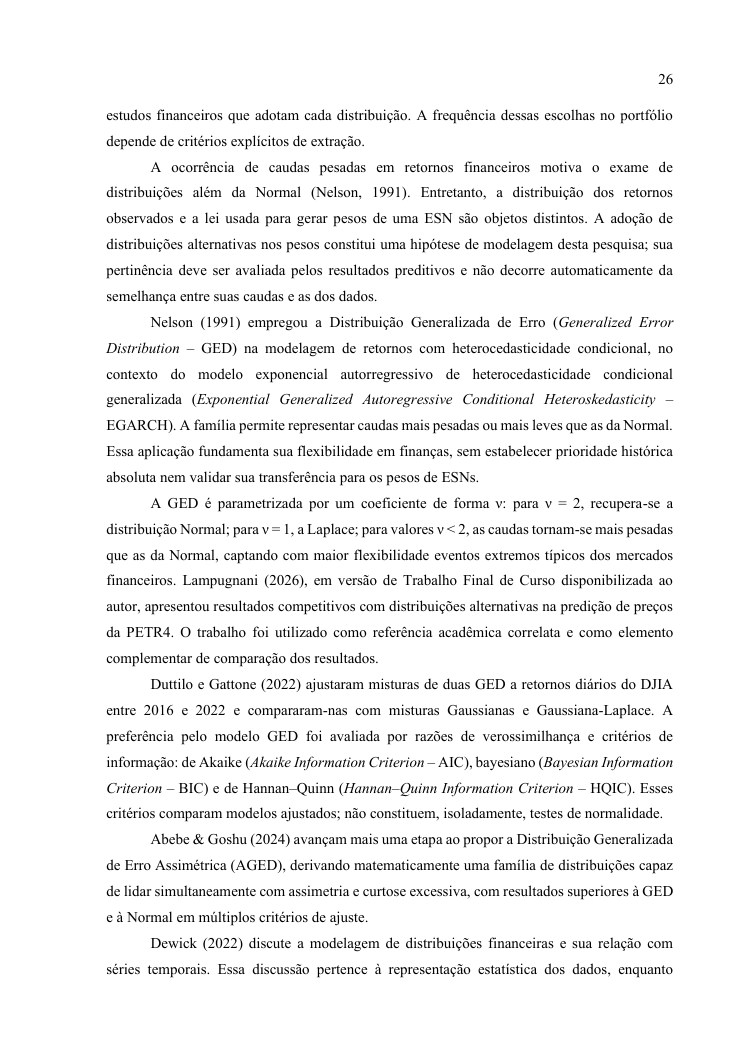 26
estudos financeiros que adotam cada distribuição. A frequência dessas escolhas no portfólio
depende de critérios explícitos de extração.
A ocorrência de caudas pesadas em retornos financeiros motiva o exame de
distribuições além da Normal (Nelson, 1991). Entretanto, a distribuição dos retornos
observados e a lei usada para gerar pesos de uma ESN são objetos distintos. A adoção de
distribuições alternativas nos pesos constitui uma hipótese de modelagem desta pesquisa; sua
pertinência deve ser avaliada pelos resultados preditivos e não decorre automaticamente da
semelhança entre suas caudas e as dos dados.
Nelson (1991) empregou a Distribuição Generalizada de Erro (Generalized Error
Distribution – GED) na modelagem de retornos com heterocedasticidade condicional, no
contexto do modelo exponencial autorregressivo de heterocedasticidade condicional
generalizada (Exponential Generalized Autoregressive Conditional Heteroskedasticity –
EGARCH). A família permite representar caudas mais pesadas ou mais leves que as da Normal.
Essa aplicação fundamenta sua flexibilidade em finanças, sem estabelecer prioridade histórica
absoluta nem validar sua transferência para os pesos de ESNs.
A GED é parametrizada por um coeficiente de forma ν: para ν = 2, recupera-se a
distribuição Normal; para ν = 1, a Laplace; para valores ν < 2, as caudas tornam-se mais pesadas
que as da Normal, captando com maior flexibilidade eventos extremos típicos dos mercados
financeiros. Lampugnani (2026), em versão de Trabalho Final de Curso disponibilizada ao
autor, apresentou resultados competitivos com distribuições alternativas na predição de preços
da PETR4. O trabalho foi utilizado como referência acadêmica correlata e como elemento
complementar de comparação dos resultados.
Duttilo e Gattone (2022) ajustaram misturas de duas GED a retornos diários do DJIA
entre 2016 e 2022 e compararam-nas com misturas Gaussianas e Gaussiana-Laplace. A
preferência pelo modelo GED foi avaliada por razões de verossimilhança e critérios de
informação: de Akaike (Akaike Information Criterion – AIC), bayesiano (Bayesian Information
Criterion – BIC) e de Hannan–Quinn (Hannan–Quinn Information Criterion – HQIC). Esses
critérios comparam modelos ajustados; não constituem, isoladamente, testes de normalidade.
Abebe & Goshu (2024) avançam mais uma etapa ao propor a Distribuição Generalizada
de Erro Assimétrica (AGED), derivando matematicamente uma família de distribuições capaz
de lidar simultaneamente com assimetria e curtose excessiva, com resultados superiores à GED
e à Normal em múltiplos critérios de ajuste.
Dewick (2022) discute a modelagem de distribuições financeiras e sua relação com
séries temporais. Essa discussão pertence à representação estatística dos dados, enquanto